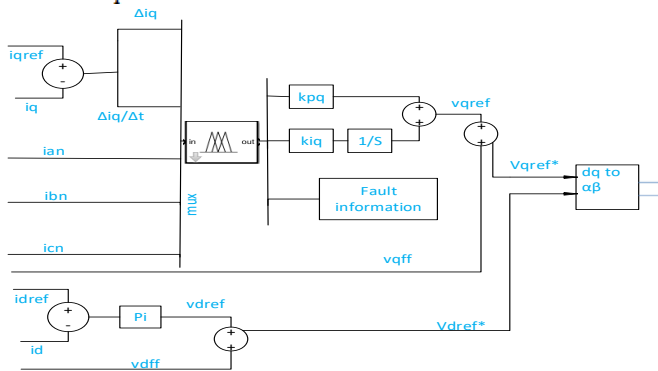 Δiq
iqref
+
-
iq
Δiq/Δt
ian
ibn
icn
mux
in
out
kpq
kiq
1/S
+
+
vqref
+
+
Vqref*
dq to
αβ
Fault
information
vqff
idref
+
-
id
Pi
vdref
+
+
Vdref*
vdff